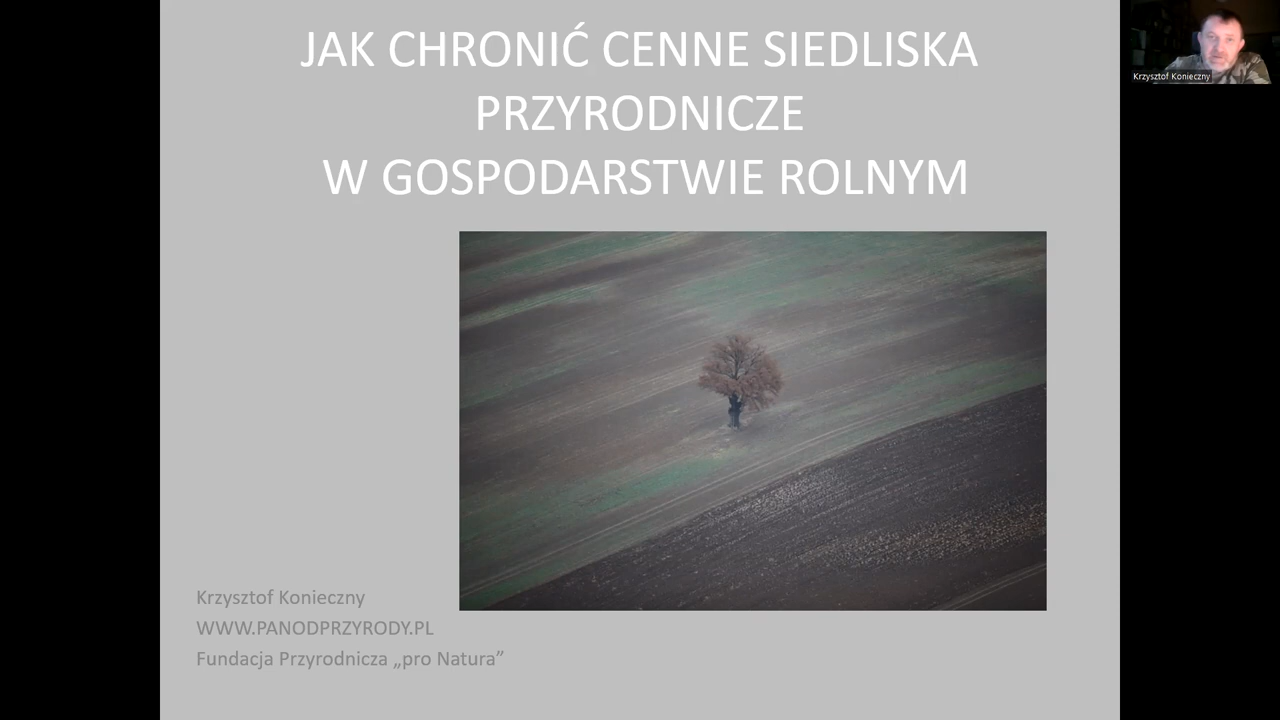 JAK CHRONIĆ CENNE SIEDLISKA
PRZYRODNICZE
W GOSPODARSTWIE ROLNYM
Krzysztof Konieczny
WWW.PANODPRZYRODY.PL
Fundacja Przyrodnicza „pro Natura”
Krzysztof Konieczny